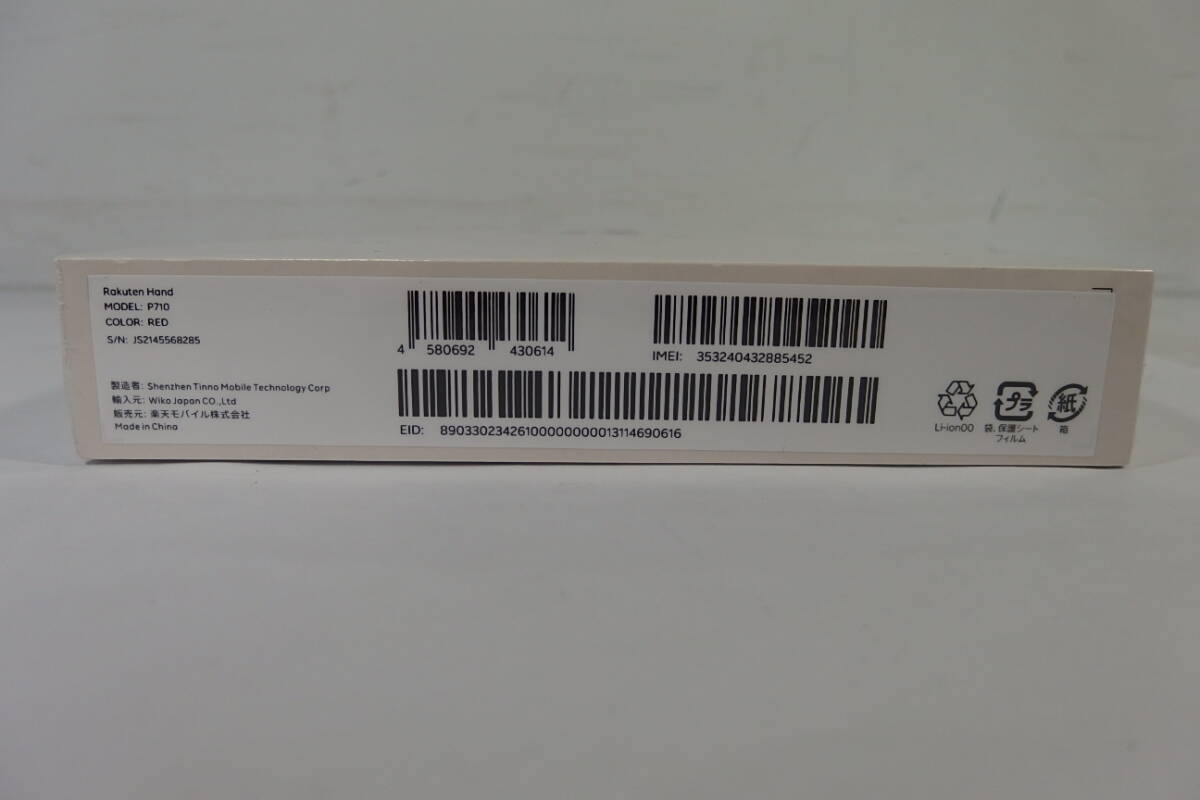 Rakuten Hand
MODEL: P710
COLOR: RED
S/N: JS2145568285
製造者: Shenzhen Tinno Mobile Technology Corp
輸入元: Wiko Japan CO.,Ltd
販売元: 楽天モバイル株式会社
Made in China
4 580692 430614
IMEI: 353240432885452
EID: 89033023426100000000013114690616
Li-ion00
プラ
袋、保護シート
フィルム
紙
箱